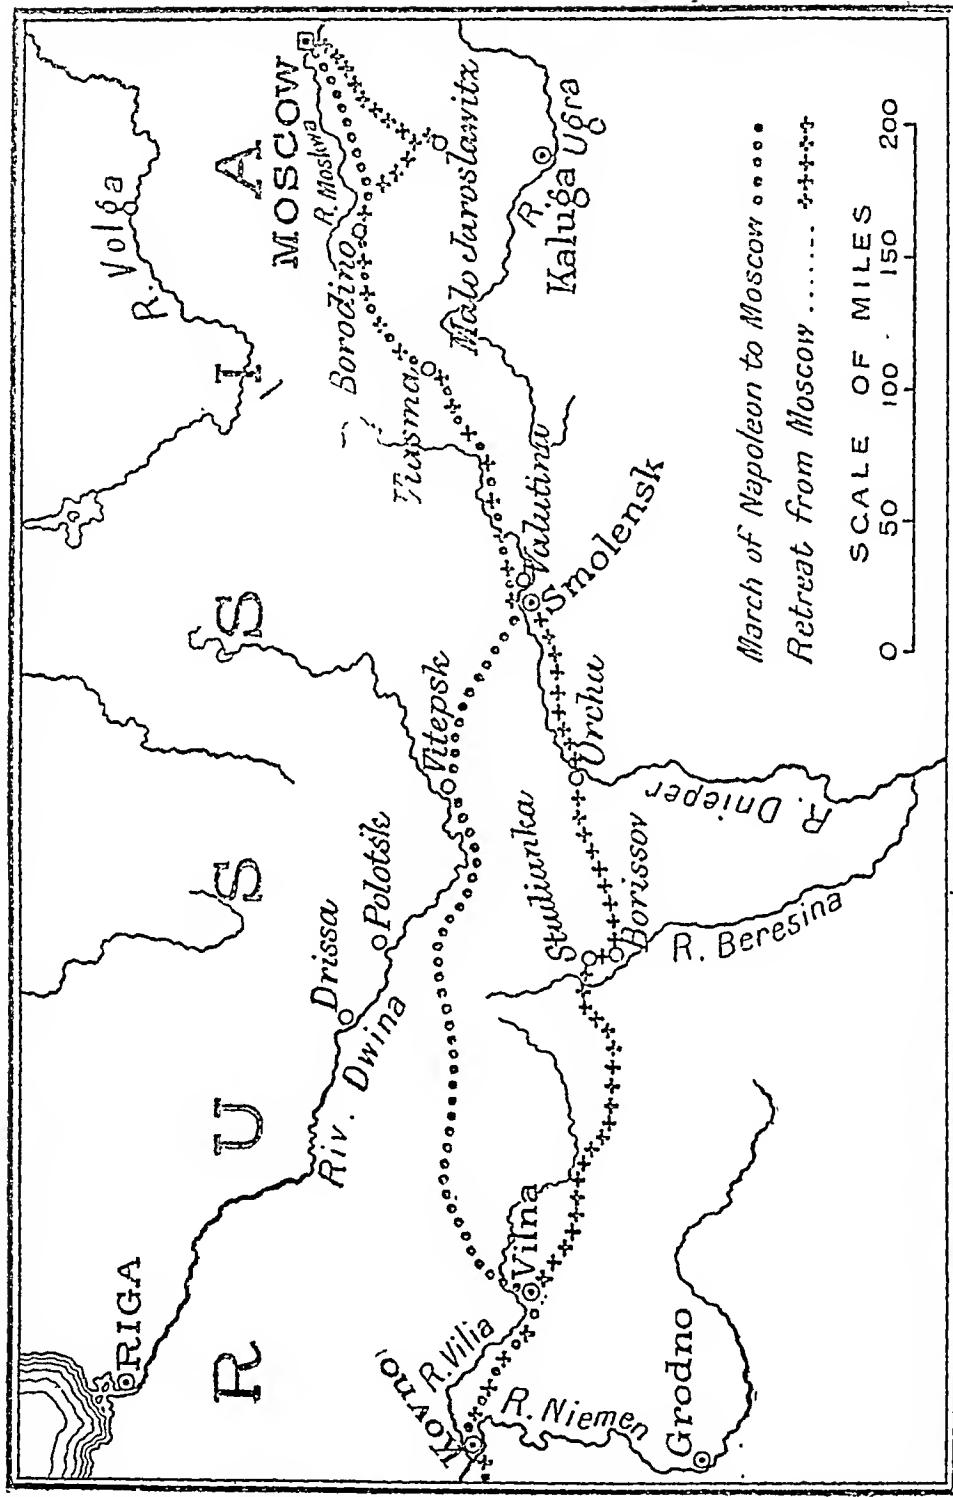 RUSSIA
RIGA
Riv. Dwina
Drissa
Polotsk
Vitepsk
R. Volga
MOSCOW
R. Moskwa
Borodino
Viasma
Malo Jaroslawitz
R. Ugra
Kaluga
Valutina
Smolensk
Orcha
R. Dnieper
Studianka
Borissov
R. Beresina
Vilna
R. Vilia
Kovno
R. Niemen
Grodno
March of Napoleon to Moscow
Retreat from Moscow
SCALE OF MILES
0 50 100 150 200